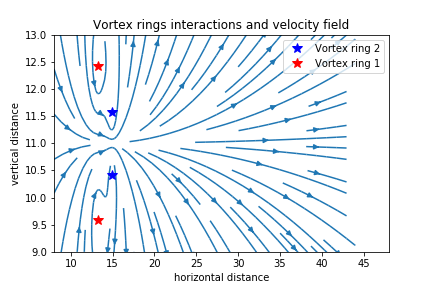 Vortex rings interactions and velocity field
Vortex ring 2
Vortex ring 1
vertical distance
13.0
12.5
12.0
11.5
11.0
10.5
10.0
9.5
9.0
10 15 20 25 30 35 40 45
horizontal distance